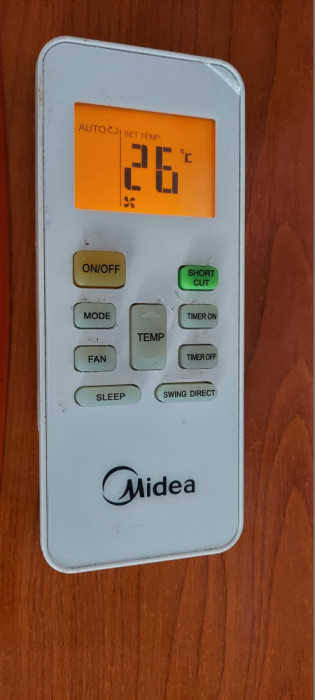 AUTO
SET TEMP.
26 °C
ON/OFF
SHORT CUT
MODE
TEMP
TIMER ON
FAN
TIMER OFF
SLEEP
SWING DIRECT
Midea